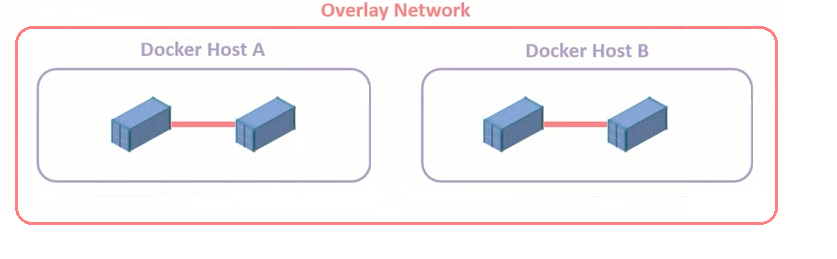 Overlay Network
Docker Host A
Docker Host B